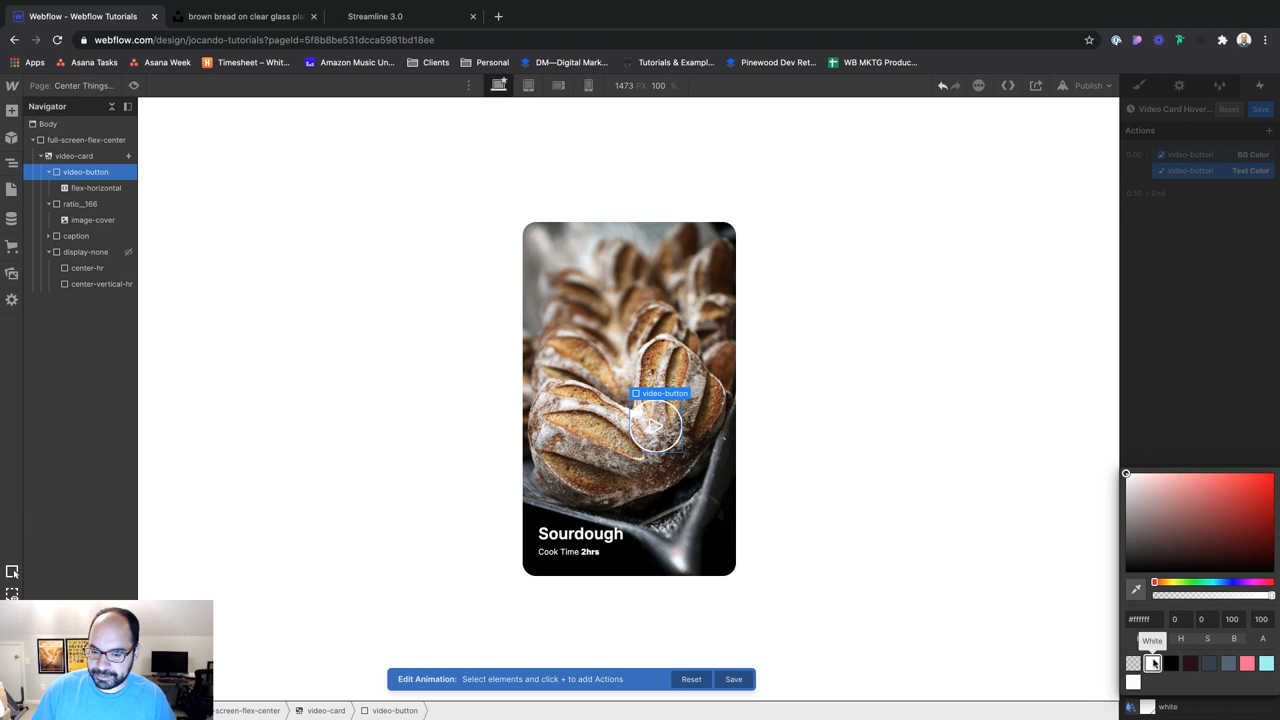 Webflow - Webflow Tutorials
brown bread on clear glass pla
Streamline 3.0
webflow.com/design/jocando-tutorials?pageId=5f8b8be531dcca5981bd18ee
Apps
Asana Tasks
Asana Week
Timesheet – Whit...
Amazon Music Un...
Clients
Personal
DM—Digital Mark...
Tutorials & Exampl...
Pinewood Dev Ret...
WB MKTG Produc...
Page: Center Things...
1473 PX 100 %
Publish
Navigator
Body
full-screen-flex-center
video-card
video-button
flex-horizontal
ratio__166
image-cover
caption
display-none
center-hr
center-vertical-hr
video-button
Sourdough
Cook Time 2hrs
Video Card Hover... Reset Save
Actions
0.00 video-button BG Color
video-button Text Color
0.50 End
#ffffff 0 0 100 100
White
H S B A
white
Edit Animation: Select elements and click + to add Actions Reset Save
-screen-flex-center video-card video-button